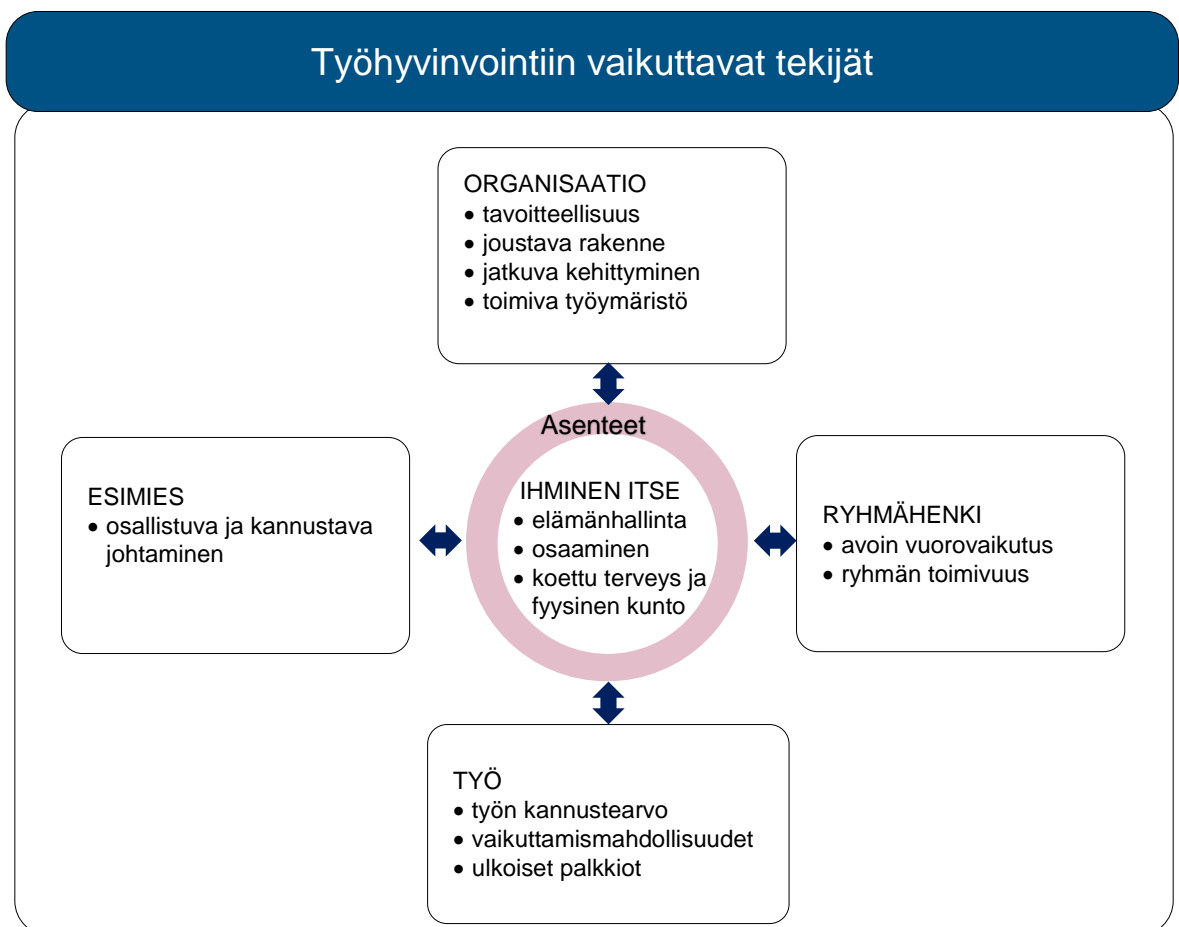 Työhyvinvointiin vaikuttavat tekijät
ORGANISAATIO
• tavoitteellisuus
• joustava rakenne
• jatkuva kehittyminen
• toimiva työymäristö
Asenteet
ESIMIES
• osallistuva ja kannustava
johtaminen
IHMINEN ITSE
• elämänhallinta
• osaaminen
• koettu terveys ja
fyysinen kunto
RYHMÄHENKI
• avoin vuorovaikutus
• ryhmän toimivuus
TYÖ
• työn kannustearvo
• vaikuttamismahdollisuudet
• ulkoiset palkkiot